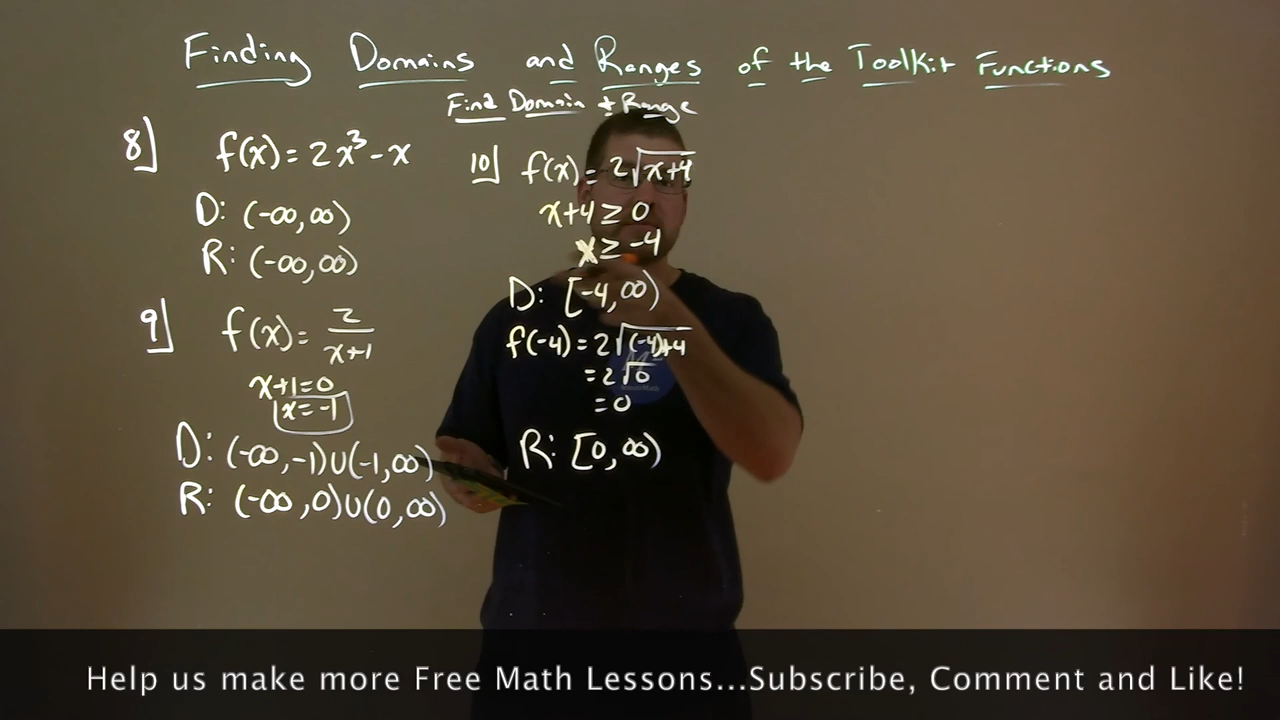 Finding Domains and Ranges of the Toolkit Functions
Find Domain + Range
8] f(x) = 2x³ - x
D: (-∞, ∞)
R: (-∞, ∞)
9] f(x) = 2/(x+1)
x+1=0
x=-1
D: (-∞,-1)∪(-1,∞)
R: (-∞,0)∪(0,∞)
10] f(x) = 2√(x+4)
x+4 ≥ 0
x ≥ -4
D: [-4,∞)
f(-4) = 2√((-4)+4)
= 2√0
= 0
R: [0,∞)
Help us make more Free Math Lessons...Subscribe, Comment and Like!